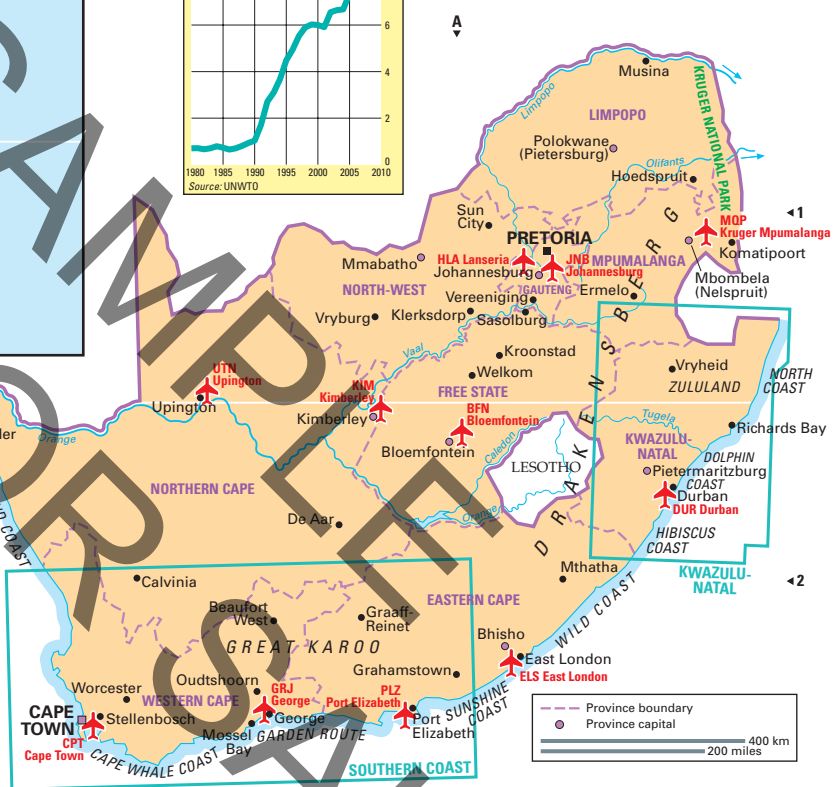 A
6
4
2
0
1980 1985 1990 1995 2000 2005 2010
Source: UNWTO
Musina
Limpopo
LIMPOPO
KRUGER NATIONAL PARK
Polokwane
(Pietersburg)
Olifants
Hoedspruit
1
Sun
City
MQP
Kruger Mpumalanga
PRETORIA
Komatipoort
Mmabatho
HLA Lanseria
Johannesburg
JNB
Johannesburg
MPUMALANGA
Mbombela
(Nelspruit)
NORTH-WEST
GAUTENG
Vereeniging
Ermelo
Vryburg
Klerksdorp
Sasolburg
DRAKENSBERG
Vaal
Kroonstad
Welkom
Vryheid
ZULULAND
NORTH
COAST
UTN
Upington
Upington
KIM
Kimberley
Kimberley
FREE STATE
BFN
Bloemfontein
Bloemfontein
Tugela
Richards Bay
Orange
Caledon
LESOTHO
KWAZULU-
NATAL
DOLPHIN
COAST
Pietermaritzburg
Durban
DUR Durban
NORTHERN CAPE
Orange
De Aar
HIBISCUS
COAST
COAST
Mthatha
KWAZULU-
NATAL
2
Calvinia
EASTERN CAPE
Beaufort
West
Graaff-
Reinet
WILD COAST
GREAT KAROO
Bhisho
East London
ELS East London
Grahamstown
Oudtshoorn
Worcester
WESTERN CAPE
GRJ
George
PLZ
Port Elizabeth
SUNSHINE
COAST
CAPE
TOWN
Stellenbosch
George
Port
Elizabeth
CPT
Cape Town
Mossel
Bay
GARDEN ROUTE
CAPE WHALE COAST
SOUTHERN COAST
Province boundary
Province capital
400 km
200 miles
SAMPLE